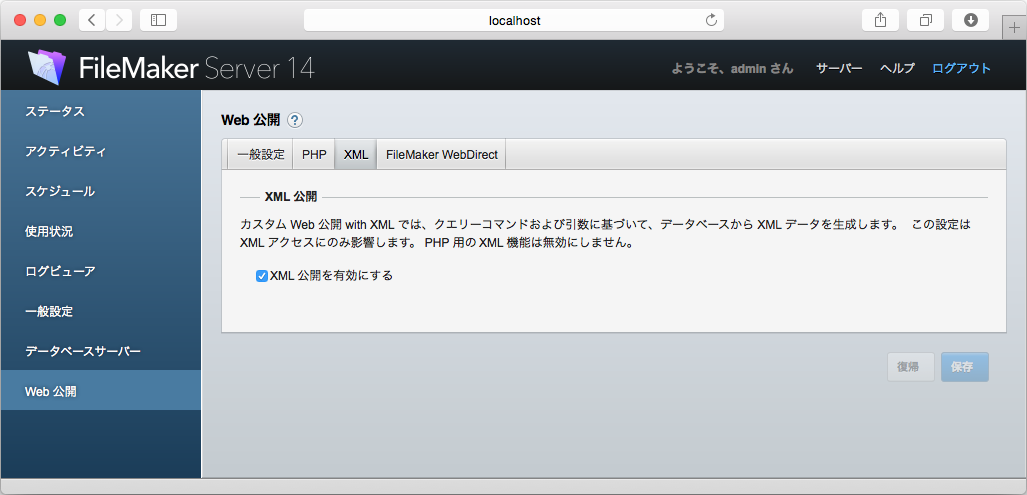 localhost
FileMaker Server 14
ようこそ、admin さん サーバー ヘルプ ログアウト
ステータス
アクティビティ
スケジュール
使用状況
ログビューア
一般設定
データベースサーバー
Web 公開
Web 公開 ?
一般設定 PHP XML FileMaker WebDirect
XML 公開
カスタム Web 公開 with XML では、クエリーコマンドおよび引数に基づいて、データベースから XML データを生成します。 この設定は
XML アクセスにのみ影響します。 PHP 用の XML 機能は無効にしません。
XML 公開を有効にする
復帰 保存